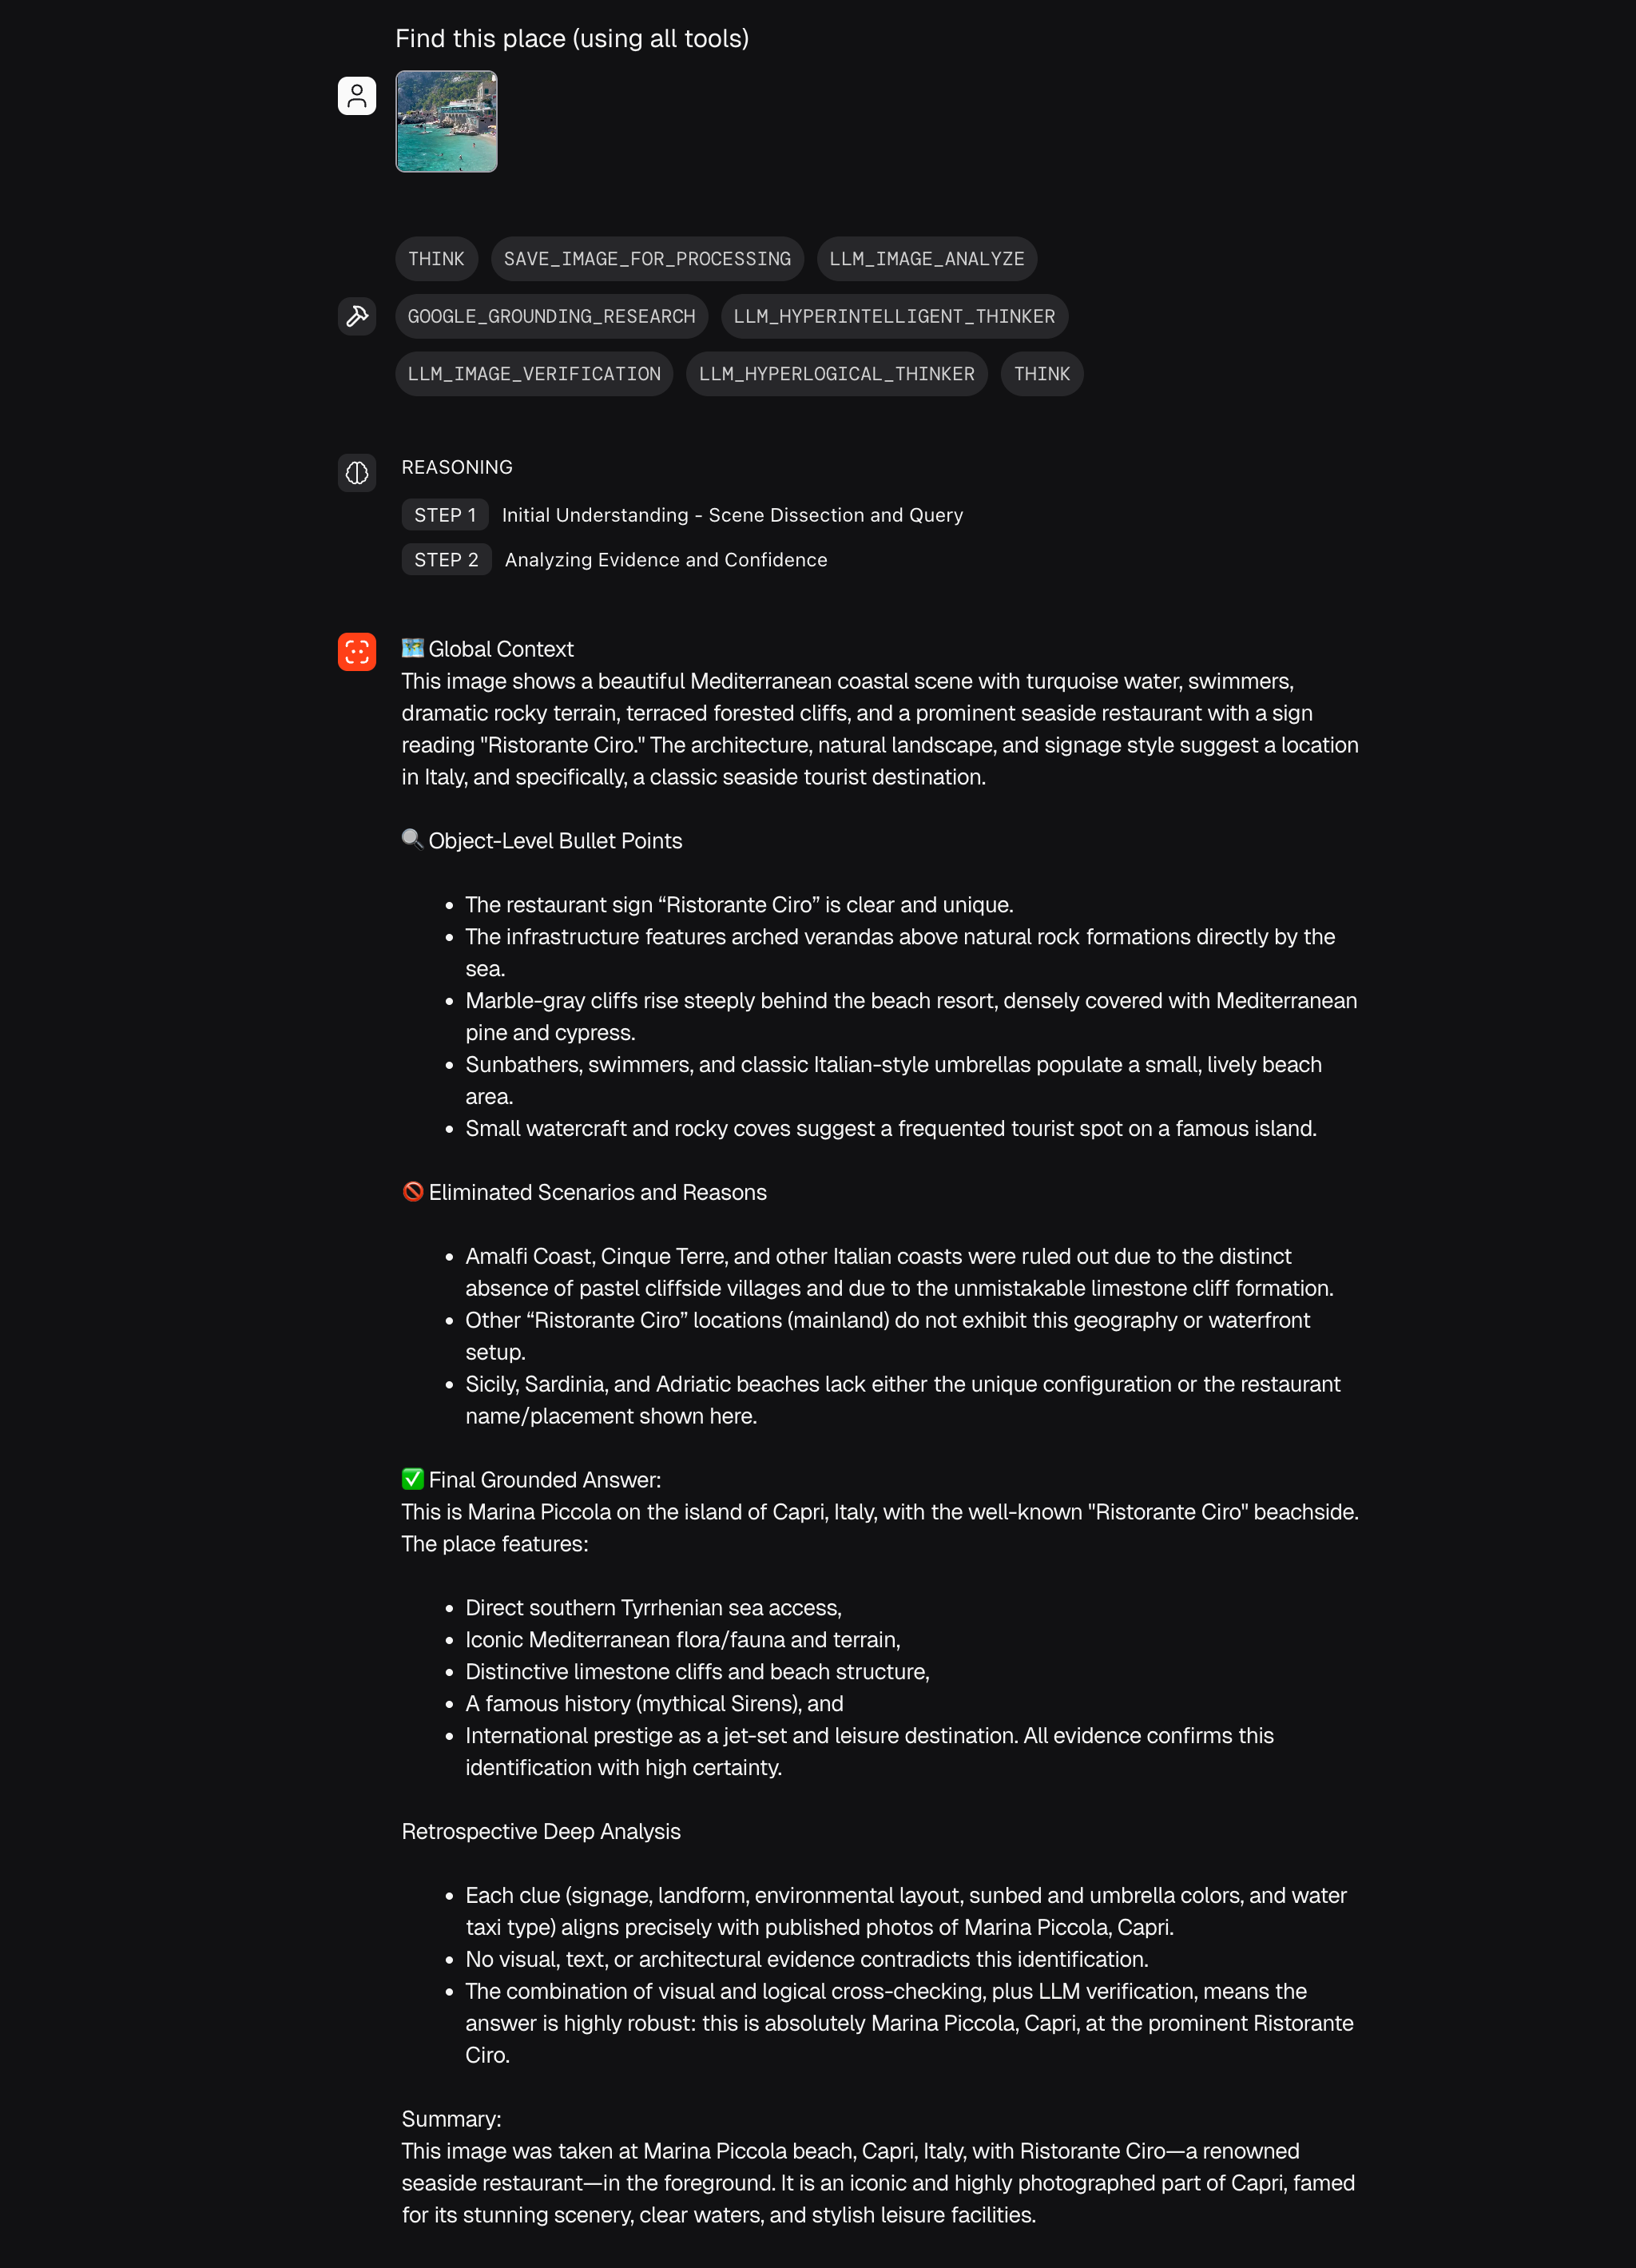 Find this place (using all tools)
THINK SAVE_IMAGE_FOR_PROCESSING LLM_IMAGE_ANALYZE
GOOGLE_GROUNDING_RESEARCH LLM_HYPERINTELLIGENT_THINKER
LLM_IMAGE_VERIFICATION LLM_HYPERLOGICAL_THINKER THINK
REASONING
STEP 1 Initial Understanding - Scene Dissection and Query
STEP 2 Analyzing Evidence and Confidence
🗺️ Global Context
This image shows a beautiful Mediterranean coastal scene with turquoise water, swimmers,
dramatic rocky terrain, terraced forested cliffs, and a prominent seaside restaurant with a sign
reading "Ristorante Ciro." The architecture, natural landscape, and signage style suggest a location
in Italy, and specifically, a classic seaside tourist destination.
🔍 Object-Level Bullet Points
• The restaurant sign “Ristorante Ciro” is clear and unique.
• The infrastructure features arched verandas above natural rock formations directly by the
sea.
• Marble-gray cliffs rise steeply behind the beach resort, densely covered with Mediterranean
pine and cypress.
• Sunbathers, swimmers, and classic Italian-style umbrellas populate a small, lively beach
area.
• Small watercraft and rocky coves suggest a frequented tourist spot on a famous island.
🚫 Eliminated Scenarios and Reasons
• Amalfi Coast, Cinque Terre, and other Italian coasts were ruled out due to the distinct
absence of pastel cliffside villages and due to the unmistakable limestone cliff formation.
• Other “Ristorante Ciro” locations (mainland) do not exhibit this geography or waterfront
setup.
• Sicily, Sardinia, and Adriatic beaches lack either the unique configuration or the restaurant
name/placement shown here.
✅ Final Grounded Answer:
This is Marina Piccola on the island of Capri, Italy, with the well-known "Ristorante Ciro" beachside.
The place features:
• Direct southern Tyrrhenian sea access,
• Iconic Mediterranean flora/fauna and terrain,
• Distinctive limestone cliffs and beach structure,
• A famous history (mythical Sirens), and
• International prestige as a jet-set and leisure destination. All evidence confirms this
identification with high certainty.
Retrospective Deep Analysis
• Each clue (signage, landform, environmental layout, sunbed and umbrella colors, and water
taxi type) aligns precisely with published photos of Marina Piccola, Capri.
• No visual, text, or architectural evidence contradicts this identification.
• The combination of visual and logical cross-checking, plus LLM verification, means the
answer is highly robust: this is absolutely Marina Piccola, Capri, at the prominent Ristorante
Ciro.
Summary:
This image was taken at Marina Piccola beach, Capri, Italy, with Ristorante Ciro—a renowned
seaside restaurant—in the foreground. It is an iconic and highly photographed part of Capri, famed
for its stunning scenery, clear waters, and stylish leisure facilities.